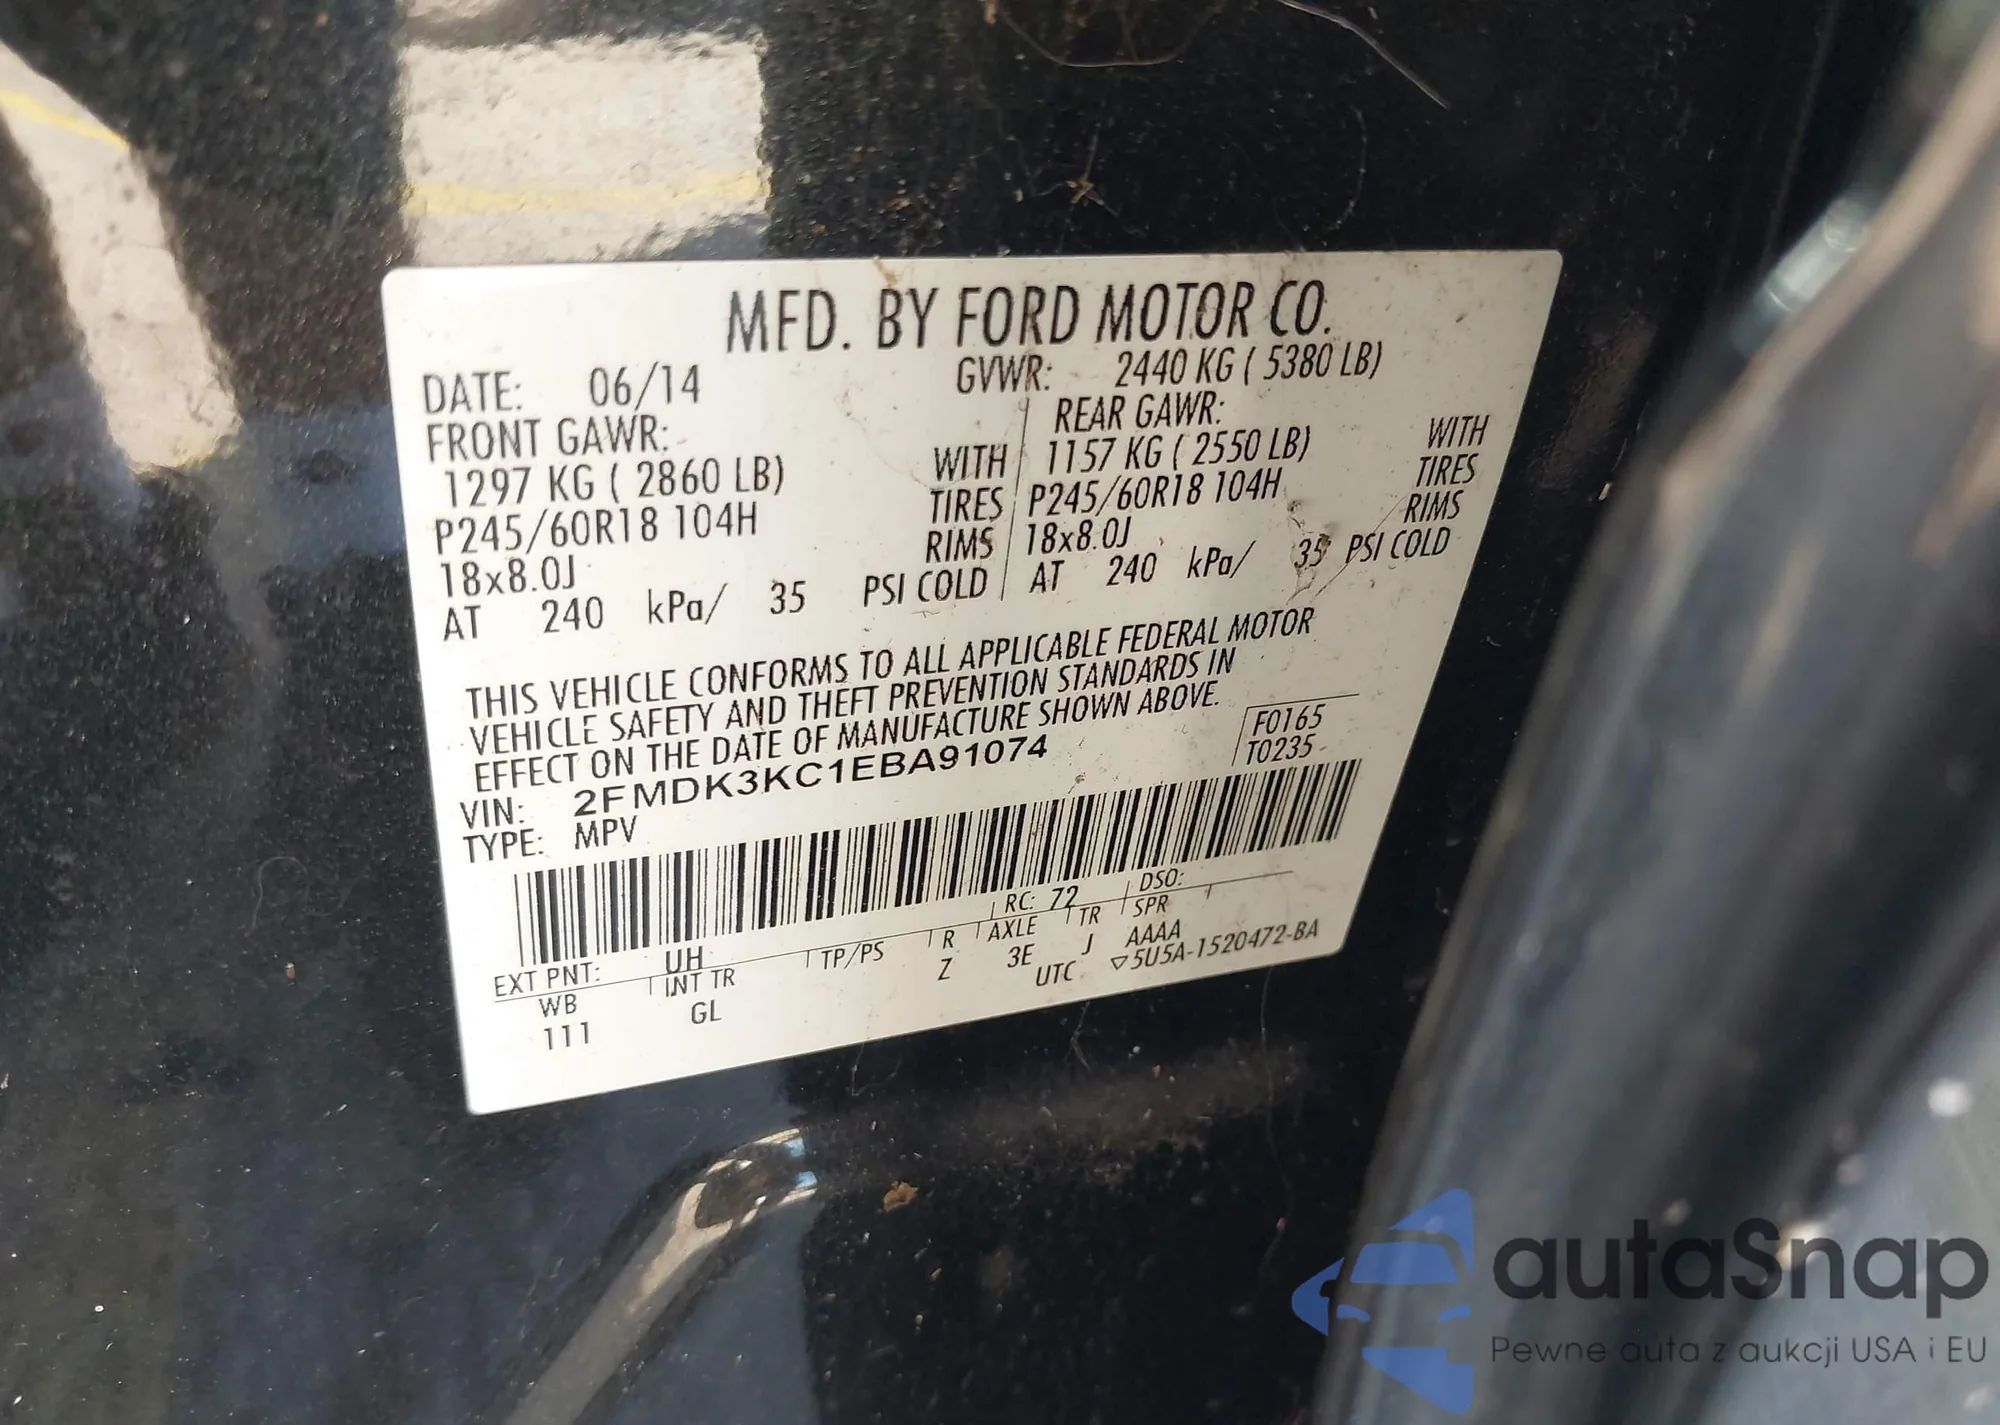 MFD. BY FORD MOTOR CO.
DATE: 06/14 GVWR: 2440 KG ( 5380 LB)
FRONT GAWR: REAR GAWR:
1297 KG ( 2860 LB) WITH 1157 KG ( 2550 LB) WITH
P245/60R18 104H TIRES P245/60R18 104H TIRES
18x8.0J RIMS 18x8.0J RIMS
AT 240 kPa/ 35 PSI COLD AT 240 kPa/ 35 PSI COLD
THIS VEHICLE CONFORMS TO ALL APPLICABLE FEDERAL MOTOR
VEHICLE SAFETY AND THEFT PREVENTION STANDARDS IN
EFFECT ON THE DATE OF MANUFACTURE SHOWN ABOVE.
F0165
VIN: 2FMDK3KC1EBA91074 T0235
TYPE: MPV
EXT PNT: UH RC: 72 DSO:
WB INT TR TP/PS R AXLE TR SPR
111 GL Z 3E J AAAA
UTC ▽5U5A-1520472-BA
autaSnap
Pewne auta z aukcji USA i EU